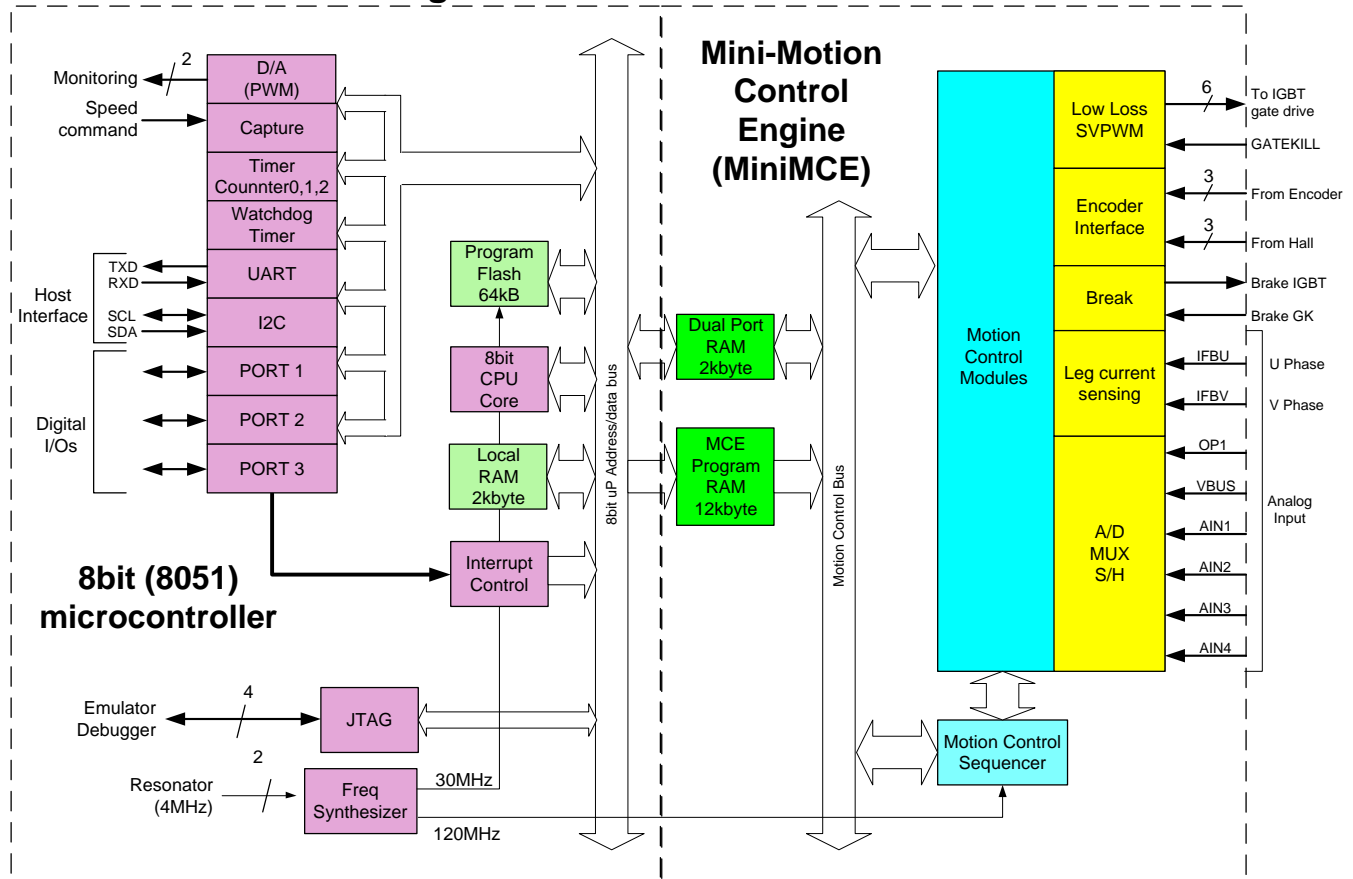 g
Monitoring
2
Speed
command
D/A
(PWM)
Capture
Timer
Counnter0,1,2
Watchdog
Timer
UART
I2C
PORT 1
PORT 2
PORT 3
Host
Interface
TXD
RXD
SCL
SDA
Digital
I/Os
8bit (8051)
microcontroller
Program
Flash
64kB
8bit
CPU
Core
Local
RAM
2kbyte
Interrupt
Control
Emulator
Debugger
4
JTAG
Resonator
(4MHz)
2
Freq
Synthesizer
30MHz
120MHz
8bit uP Address/data bus
Mini-Motion
Control
Engine
(MiniMCE)
Dual Port
RAM
2kbyte
MCE
Program
RAM
12kbyte
Motion Control Bus
Motion
Control
Modules
Low Loss
SVPWM
Encoder
Interface
Break
Leg current
sensing
A/D
MUX
S/H
Motion Control
Sequencer
6
To IGBT
gate drive
GATEKILL
3
From Encoder
3
From Hall
Brake IGBT
Brake GK
IFBU
U Phase
IFBV
V Phase
OP1
VBUS
AIN1
AIN2
AIN3
AIN4
Analog
Input